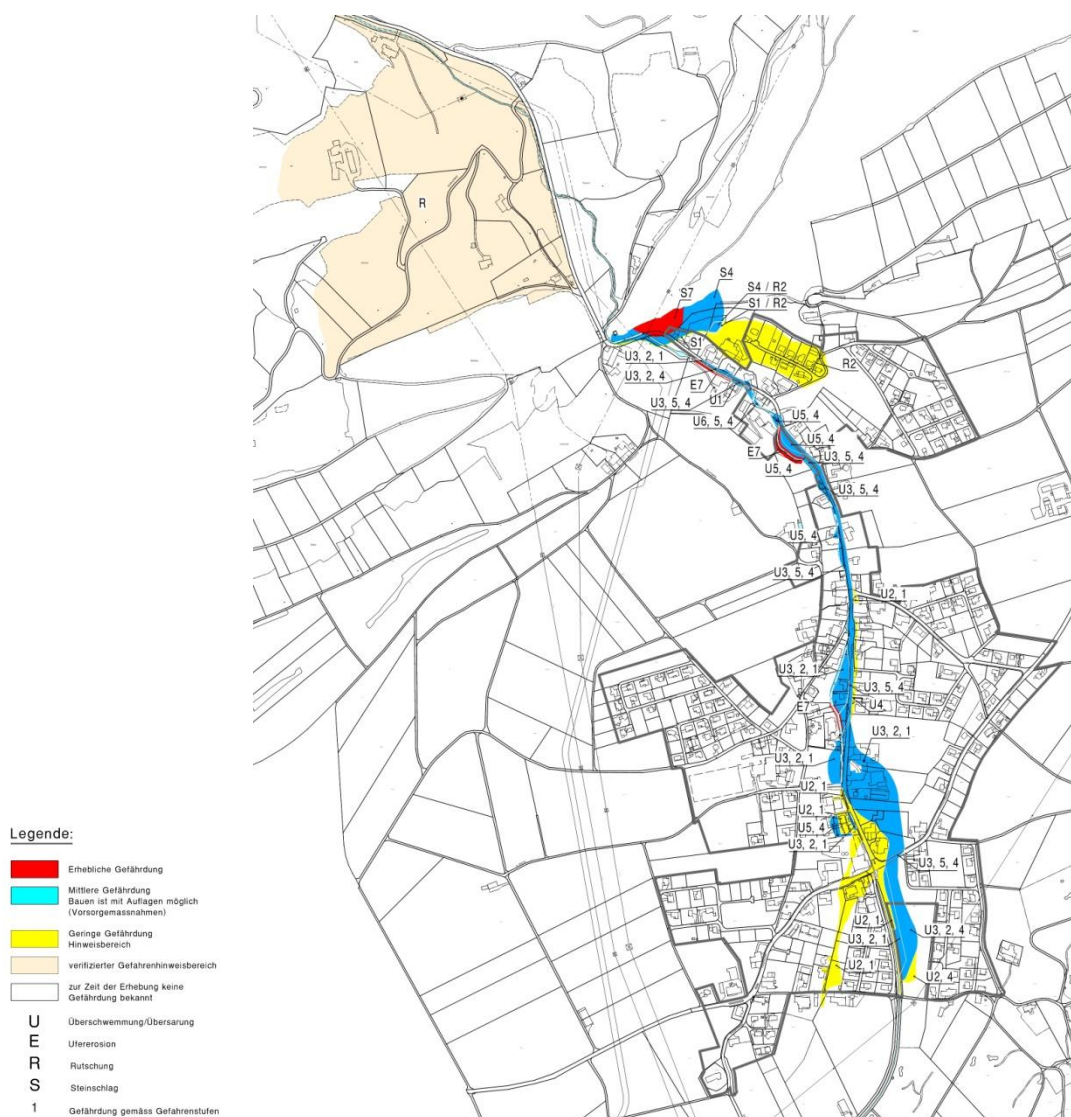 R
S4
S4 / R2
S7
S1 / R2
S1
U3, 2, 1
R2
U3, 2, 4
E7
U1
U3, 5, 4
U6, 5, 4
U5, 4
U5, 4
E7
U3, 5, 4
U5, 4
U3, 5, 4
U5, 4
U3, 5, 4
U2, 1
U3, 2, 1
U3, 5, 4
E7
U4
U3, 2, 1
U3, 2, 1
U2, 1
U2, 1
U5, 4
U3, 2, 1
U3, 5, 4
U2, 1
U3, 2, 4
U3, 2, 1
U2, 1
U2, 4
Legende:
Erhebliche Gefährdung
Mittlere Gefährdung
Bauen ist mit Auflagen möglich
(Vorsorgemassnahmen)
Geringe Gefährdung
Hinweisbereich
verifizierter Gefahrenhinweisbereich
zur Zeit der Erhebung keine
Gefährdung bekannt
U Überschwemmung/Übersarung
E Ufererosion
R Rutschung
S Steinschlag
1 Gefährdung gemäss Gefahrenstufen